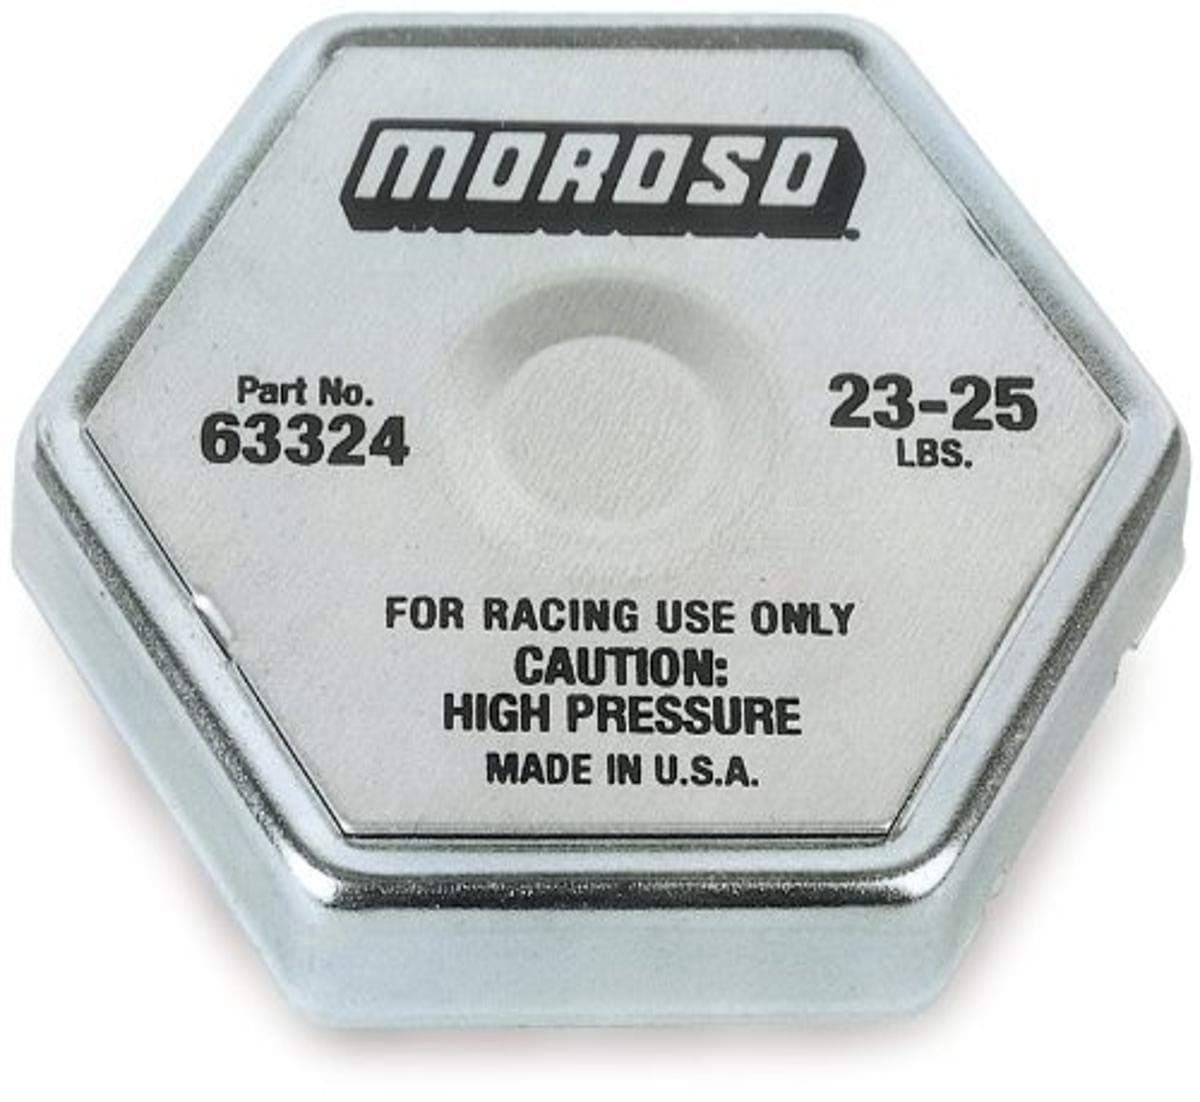 MOROSO
Part No.
63324
23-25
LBS.
FOR RACING USE ONLY
CAUTION:
HIGH PRESSURE
MADE IN U.S.A.